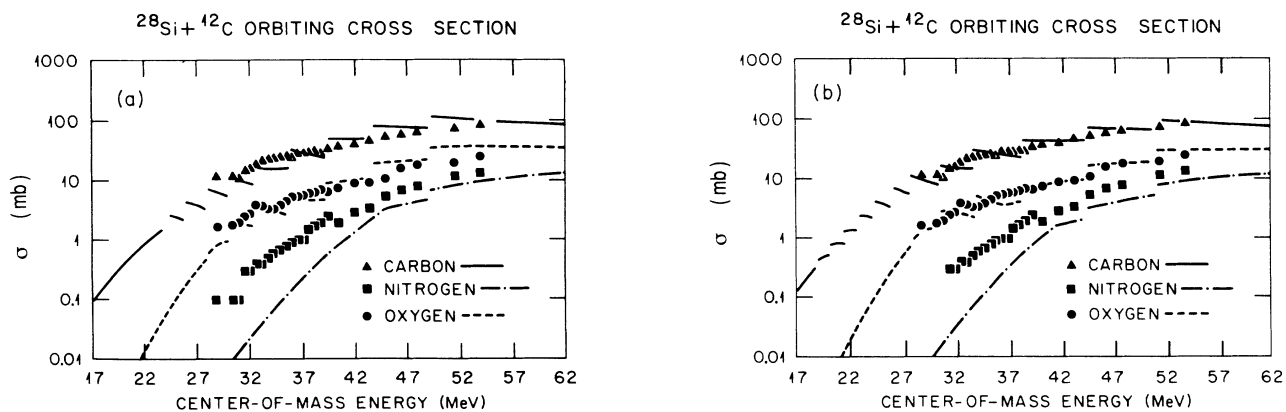 ²⁸Si+¹²C ORBITING CROSS SECTION
1000
100
10
1
0.1
0.01
σ (mb)
(a)
▲ CARBON
■ NITROGEN
● OXYGEN
17 22 27 32 37 42 47 52 57 62
CENTER-OF-MASS ENERGY (MeV)
²⁸Si+¹²C ORBITING CROSS SECTION
1000
100
10
1
0.1
0.01
σ (mb)
(b)
▲ CARBON
■ NITROGEN
● OXYGEN
17 22 27 32 37 42 47 52 57 62
CENTER-OF-MASS ENERGY (MeV)